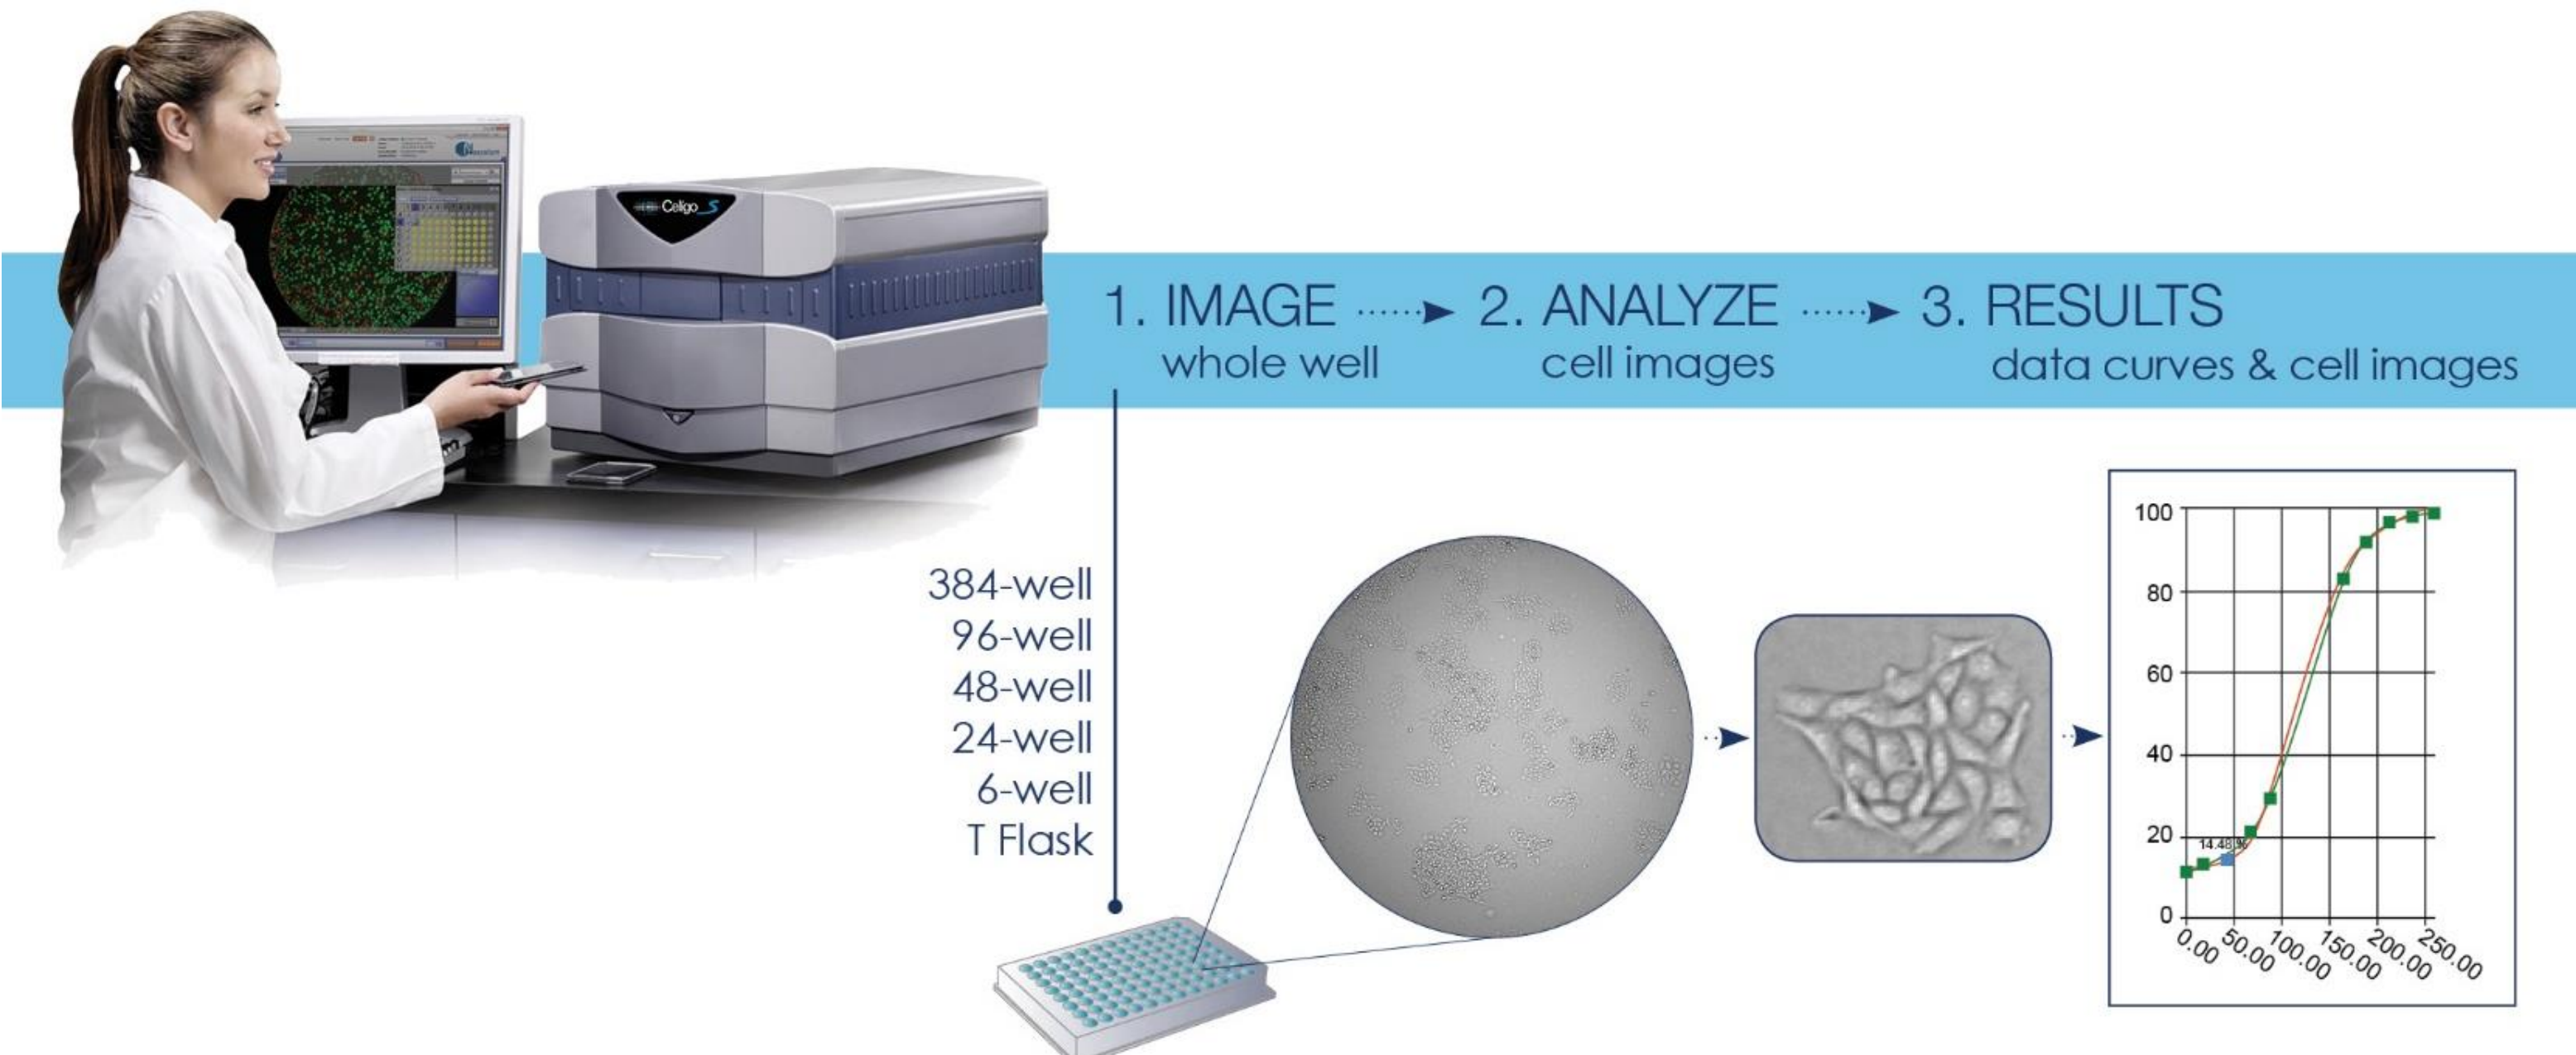 Celigo S
1. IMAGE
whole well
2. ANALYZE
cell images
3. RESULTS
data curves & cell images
384-well
96-well
48-well
24-well
6-well
T Flask
100
80
60
40
20
0
14.48%
0.00
50.00
100.00
150.00
200.00
250.00